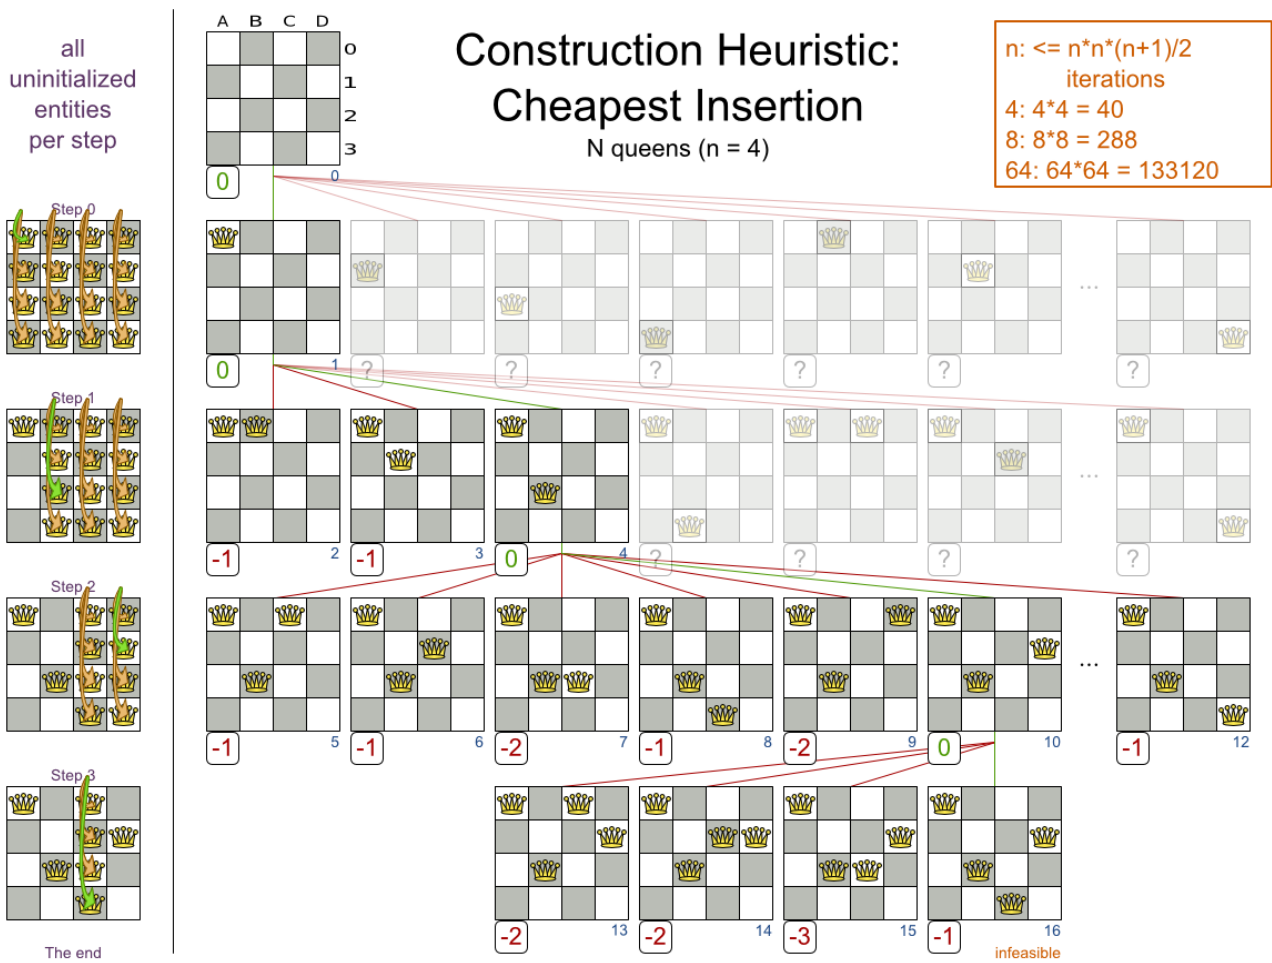 all
uninitialized
entities
per step
A B C D
0
1
2
3
Construction Heuristic:
Cheapest Insertion
N queens (n = 4)
n: <= n*n*(n+1)/2
iterations
4: 4*4 = 40
8: 8*8 = 288
64: 64*64 = 133120
0 0
Step 0
...
0 1 ? ? ? ? ? ?
Step 1
...
-1 2 -1 3 0 4 ? ? ? ?
Step 2
...
-1 5 -1 6 -2 7 -1 8 -2 9 0 10 -1 12
Step 3
-2 13 -2 14 -3 15 -1 16
The end
infeasible